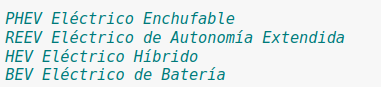 PHEV Eléctrico Enchufable
REEV Eléctrico de Autonomía Extendida
HEV Eléctrico Híbrido
BEV Eléctrico de Batería